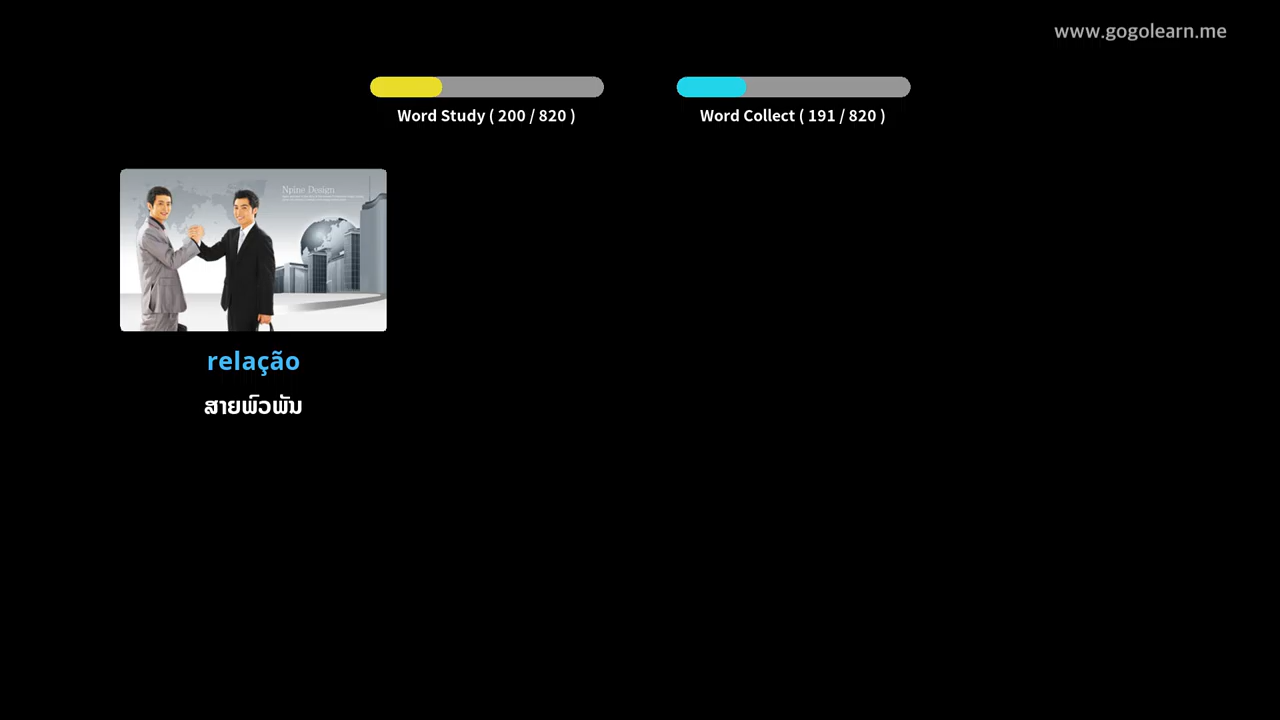 www.gogolearn.me
Word Study ( 200 / 820 )
Word Collect ( 191 / 820 )
Npine Design
relação
ສາຍພົວພັນ